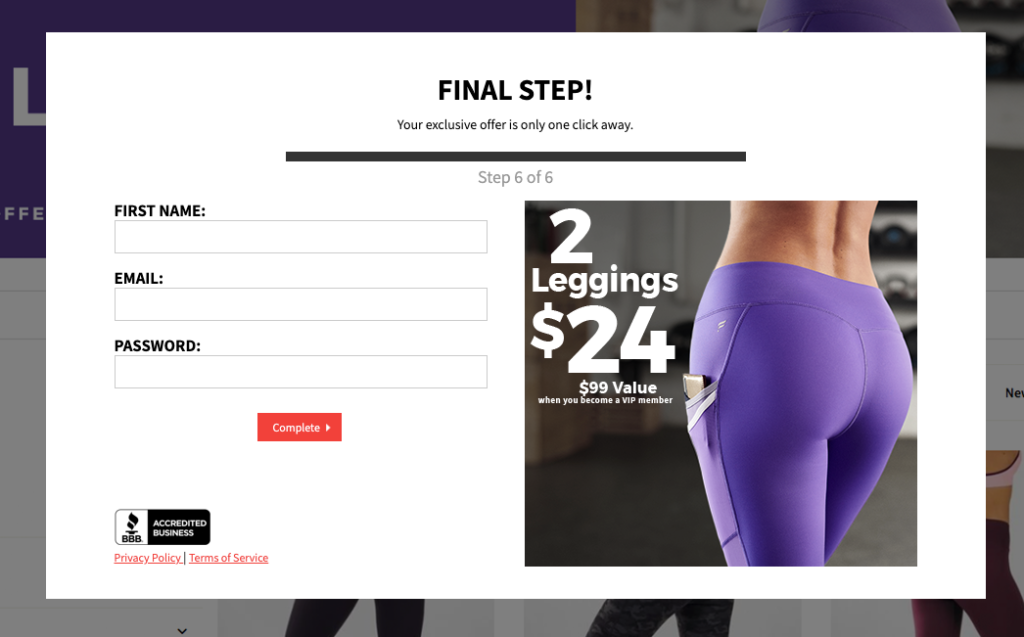 L
FFE
FINAL STEP!
Your exclusive offer is only one click away.
Step 6 of 6
FIRST NAME:
EMAIL:
PASSWORD:
Complete
BBB.
ACCREDITED
BUSINESS
Privacy Policy | Terms of Service
2
Leggings
$24
$99 Value
when you become a VIP member
New